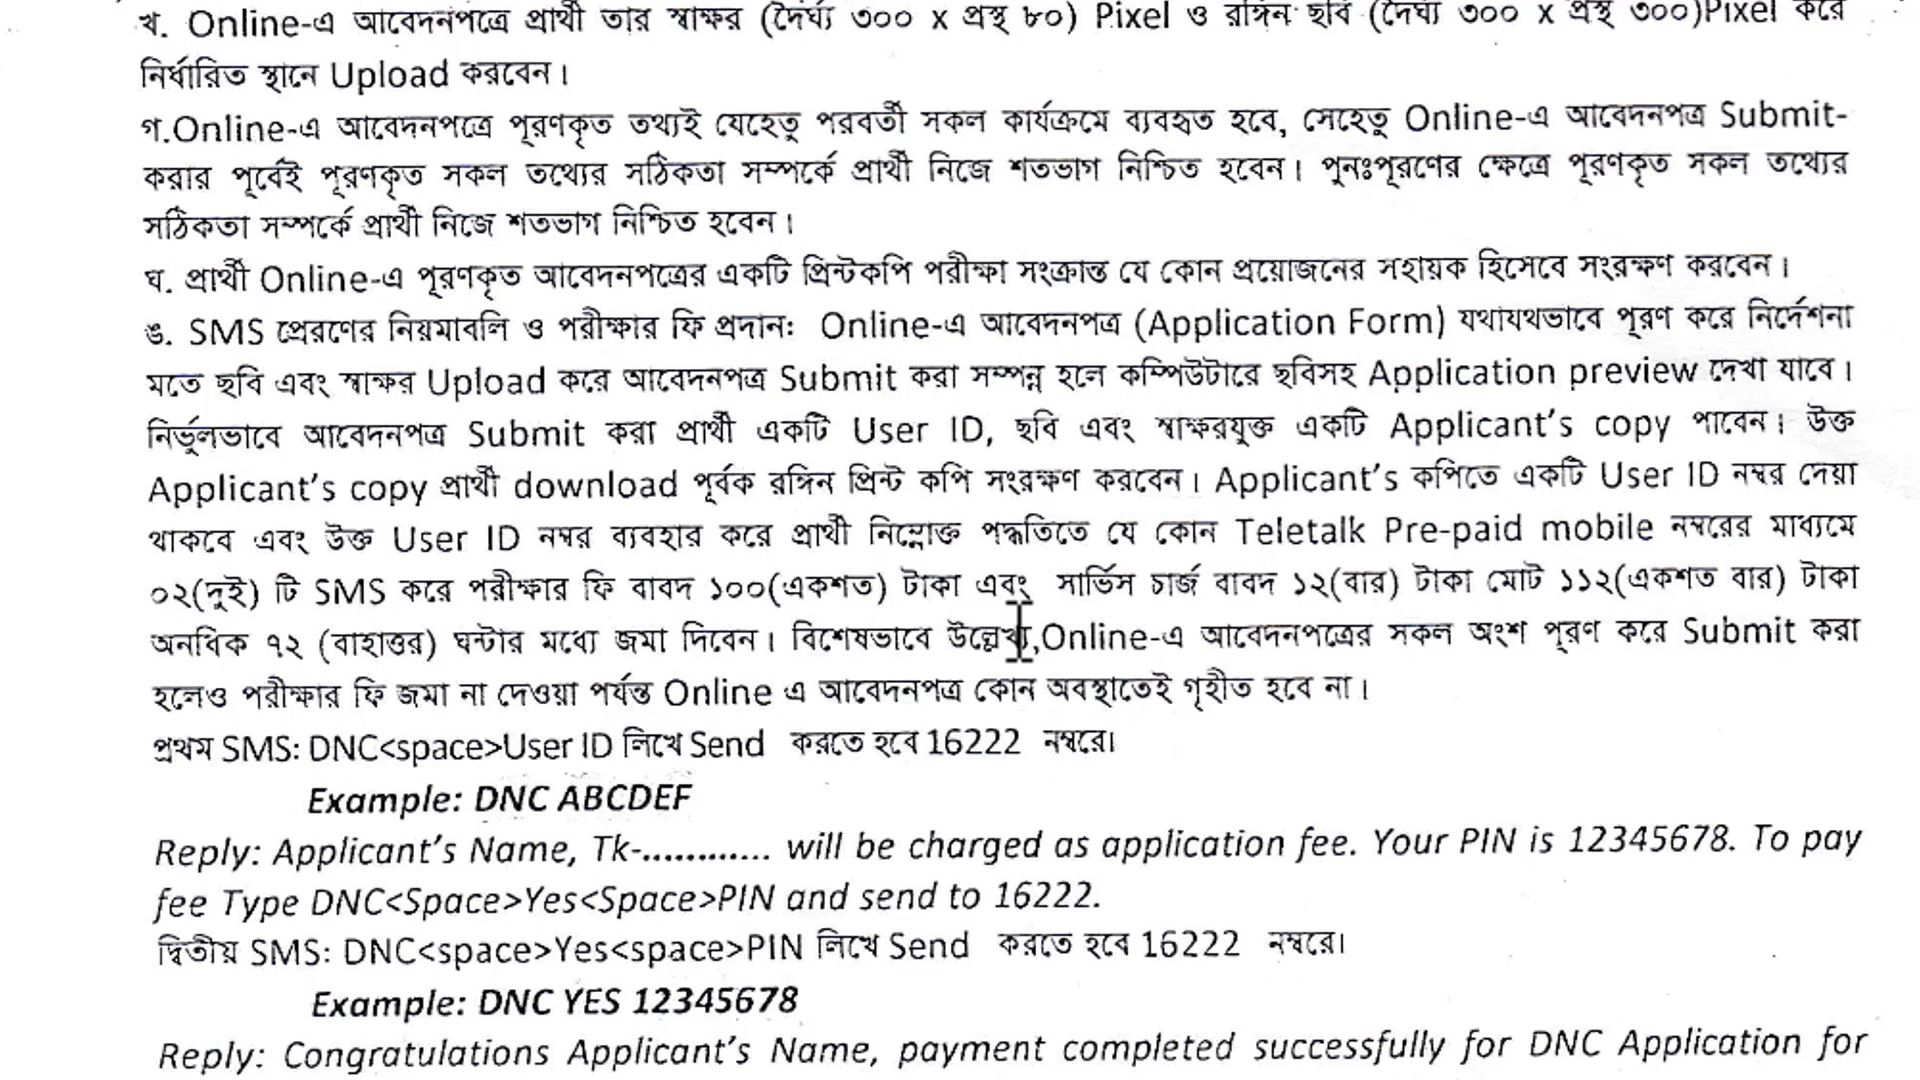 খ. Online-এ আবেদনপত্রে প্রার্থী তার স্বাক্ষর (দৈর্ঘ্য ৩০০ x প্রস্থ ৮০) Pixel ও রঙ্গিন ছবি (দৈর্ঘ্য ৩০০ x প্রস্থ ৩০০)Pixel করে
নির্ধারিত স্থানে Upload করবেন।
গ.Online-এ আবেদনপত্রে পূরণকৃত তথ্যই যেহেতু পরবর্তী সকল কার্যক্রমে ব্যবহৃত হবে, সেহেতু Online-এ আবেদনপত্র Submit-
করার পূর্বেই পূরণকৃত সকল তথ্যের সঠিকতা সম্পর্কে প্রার্থী নিজে শতভাগ নিশ্চিত হবেন। পুনঃপূরণের ক্ষেত্রে পূরণকৃত সকল তথ্যের
সঠিকতা সম্পর্কে প্রার্থী নিজে শতভাগ নিশ্চিত হবেন।
ঘ. প্রার্থী Online-এ পূরণকৃত আবেদনপত্রের একটি প্রিন্টকপি পরীক্ষা সংক্রান্ত যে কোন প্রয়োজনের সহায়ক হিসেবে সংরক্ষণ করবেন।
ঙ. SMS প্রেরণের নিয়মাবলি ও পরীক্ষার ফি প্রদানঃ Online-এ আবেদনপত্র (Application Form) যথাযথভাবে পূরণ করে নির্দেশনা
মতে ছবি এবং স্বাক্ষর Upload করে আবেদনপত্র Submit করা সম্পন্ন হলে কম্পিউটারে ছবিসহ Application preview দেখা যাবে।
নির্ভুলভাবে আবেদনপত্র Submit করা প্রার্থী একটি User ID, ছবি এবং স্বাক্ষরযুক্ত একটি Applicant's copy পাবেন। উক্ত
Applicant's copy প্রার্থী download পূর্বক রঙ্গিন প্রিন্ট কপি সংরক্ষণ করবেন। Applicant's কপিতে একটি User ID নম্বর দেয়া
থাকবে এবং উক্ত User ID নম্বর ব্যবহার করে প্রার্থী নিম্নোক্ত পদ্ধতিতে যে কোন Teletalk Pre-paid mobile নম্বরের মাধ্যমে
০২(দুই) টি SMS করে পরীক্ষার ফি বাবদ ১০০(একশত) টাকা এবং সার্ভিস চার্জ বাবদ ১২(বার) টাকা মোট ১১২(একশত বার) টাকা
অনধিক ৭২ (বাহাত্তর) ঘন্টার মধ্যে জমা দিবেন। বিশেষভাবে উল্লেখ্য,Online-এ আবেদনপত্রের সকল অংশ পূরণ করে Submit করা
হলেও পরীক্ষার ফি জমা না দেওয়া পর্যন্ত Online এ আবেদনপত্র কোন অবস্থাতেই গৃহীত হবে না।
প্রথম SMS: DNC<space>User ID লিখে Send করতে হবে 16222 নম্বরে।
Example: DNC ABCDEF
Reply: Applicant's Name, Tk-............ will be charged as application fee. Your PIN is 12345678. To pay
fee Type DNC<Space>Yes<Space>PIN and send to 16222.
দ্বিতীয় SMS: DNC<space>Yes<space>PIN লিখে Send করতে হবে 16222 নম্বরে।
Example: DNC YES 12345678
Reply: Congratulations Applicant's Name, payment completed successfully for DNC Application for